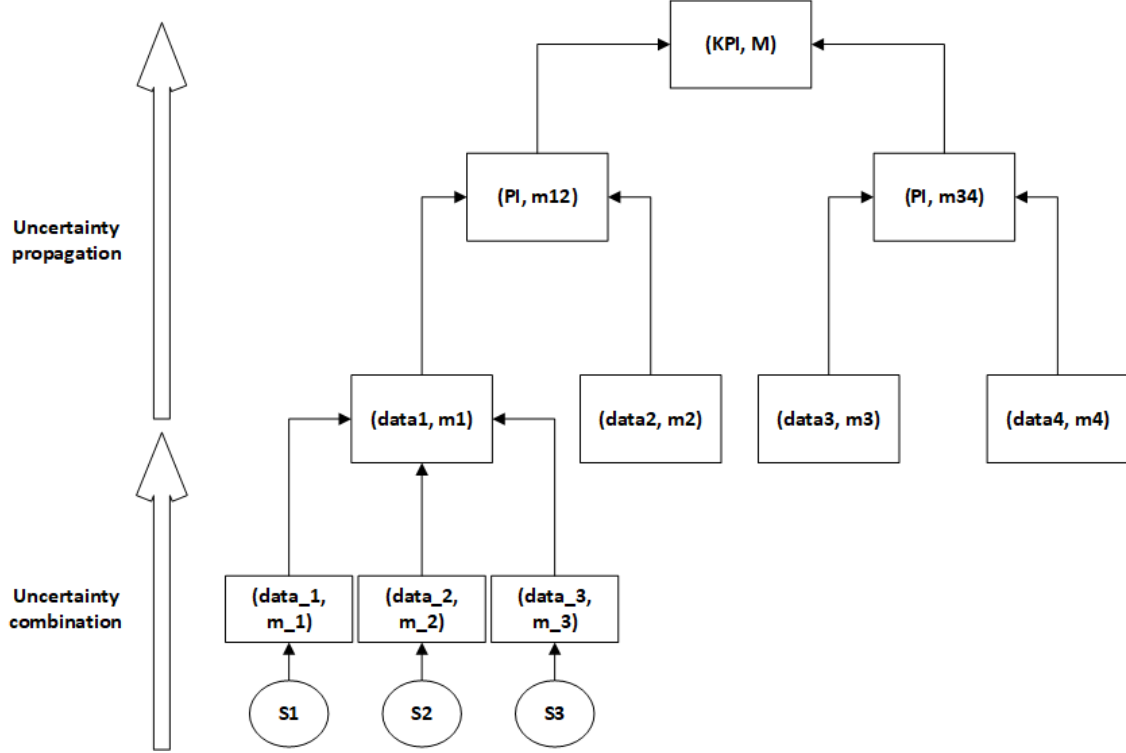 (KPI, M)
(PI, m12)
(PI, m34)
Uncertainty
propagation
(data1, m1)
(data2, m2)
(data3, m3)
(data4, m4)
Uncertainty
combination
(data_1,
m_1)
(data_2,
m_2)
(data_3,
m_3)
S1
S2
S3